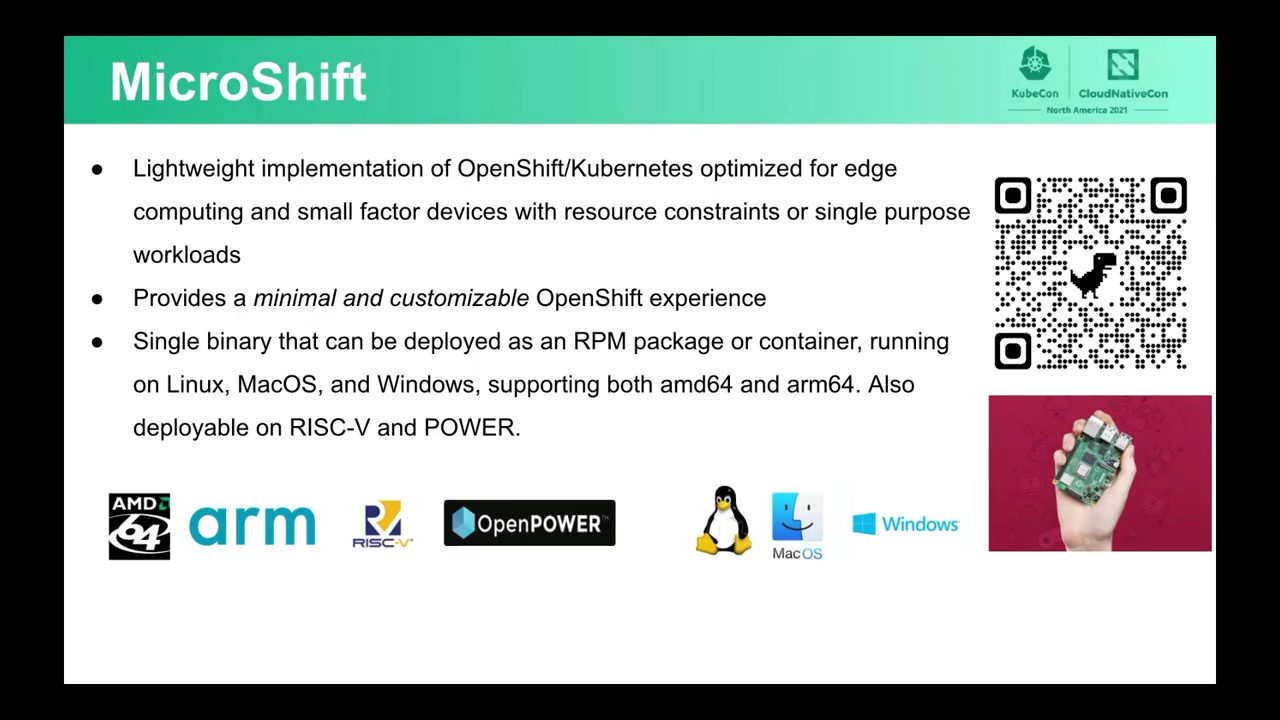 MicroShift
KubeCon
CloudNativeCon
North America 2021
● Lightweight implementation of OpenShift/Kubernetes optimized for edge
computing and small factor devices with resource constraints or single purpose
workloads
● Provides a minimal and customizable OpenShift experience
● Single binary that can be deployed as an RPM package or container, running
on Linux, MacOS, and Windows, supporting both amd64 and arm64. Also
deployable on RISC-V and POWER.
AMD
64
arm
RISC-V
OpenPOWER™
MacOS
Windows